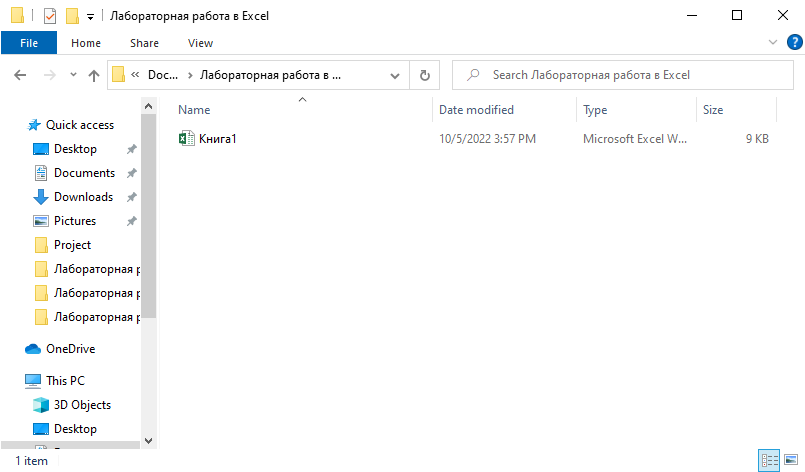 Лабораторная работа в Excel
File Home Share View
Doc... Лабораторная работа в ... Search Лабораторная работа в Excel
Name Date modified Type Size
Quick access
Книга1 10/5/2022 3:57 PM Microsoft Excel W... 9 KB
Desktop
Documents
Downloads
Pictures
Project
Лабораторная р
Лабораторная р
Лабораторная р
OneDrive
This PC
3D Objects
Desktop
1 item